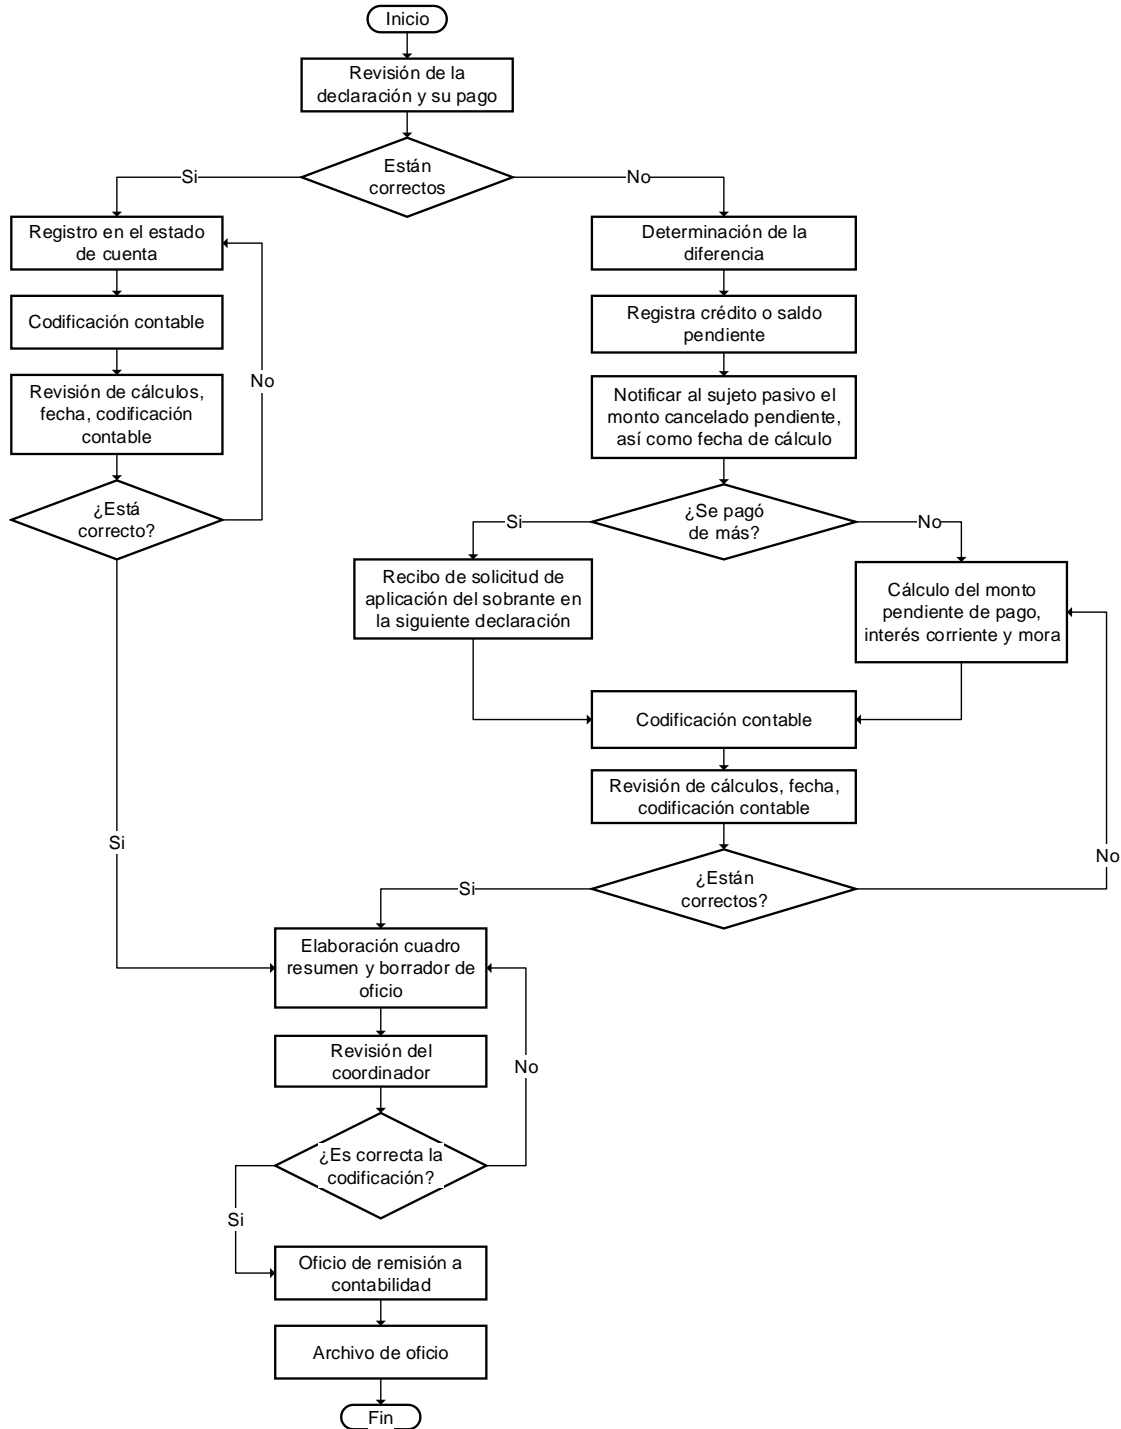 Inicio
Revisión de la
declaración y su pago
Están
correctos
Si
No
Registro en el estado
de cuenta
Codificación contable
Revisión de cálculos,
fecha, codificación
contable
No
¿Está
correcto?
Si
Determinación de la
diferencia
Registra crédito o saldo
pendiente
Notificar al sujeto pasivo el
monto cancelado pendiente,
así como fecha de cálculo
¿Se pagó
de más?
Si
No
Recibo de solicitud de
aplicación del sobrante en
la siguiente declaración
Cálculo del monto
pendiente de pago,
interés corriente y mora
Codificación contable
Revisión de cálculos, fecha,
codificación contable
¿Están
correctos?
Si
No
Elaboración cuadro
resumen y borrador de
oficio
Revisión del
coordinador
No
¿Es correcta la
codificación?
Si
Oficio de remisión a
contabilidad
Archivo de oficio
Fin